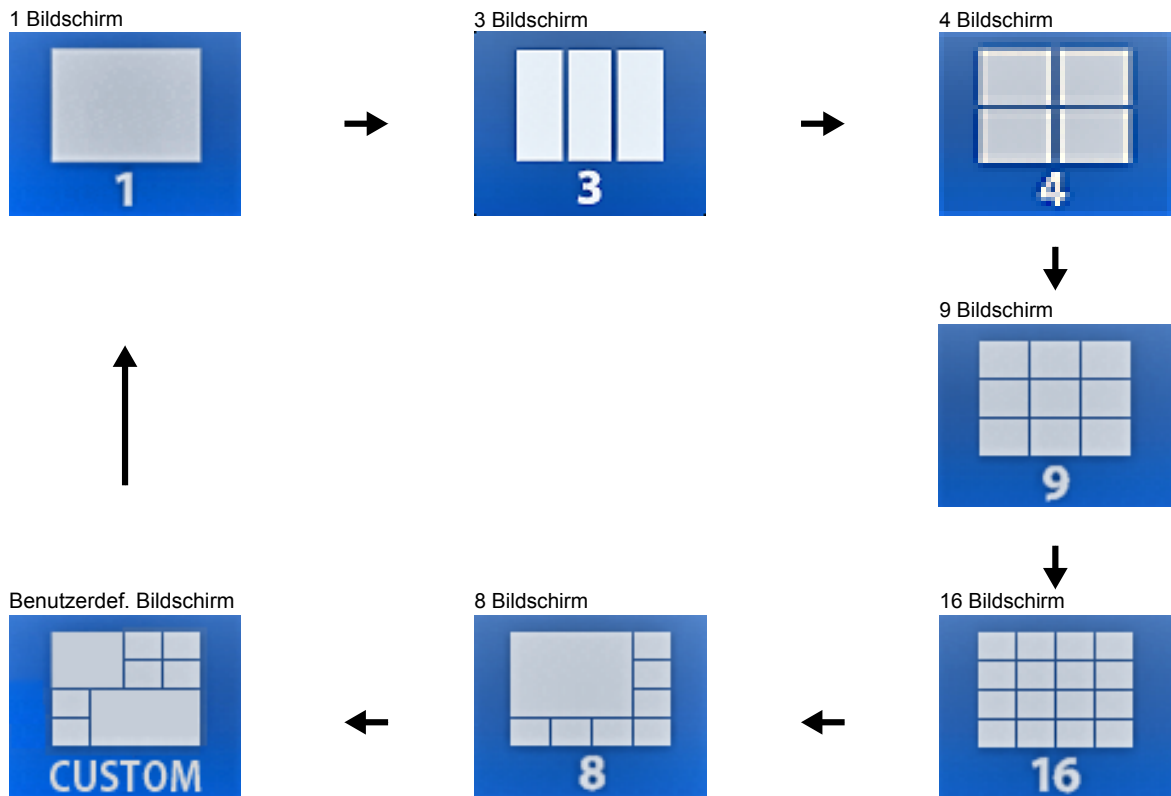 1 Bildschirm
3 Bildschirm
4 Bildschirm
1
3
4
9 Bildschirm
9
Benutzerdef. Bildschirm
8 Bildschirm
16 Bildschirm
CUSTOM
8
16